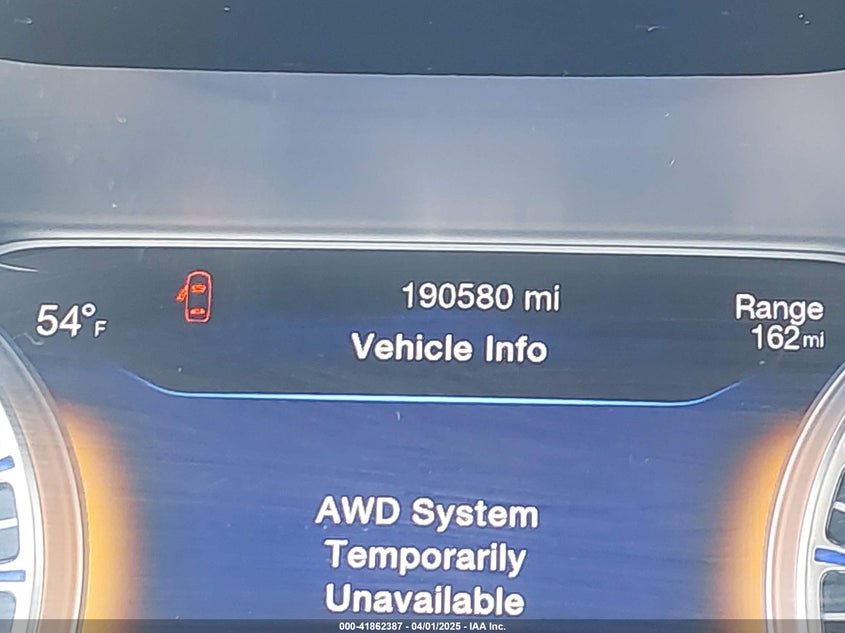 54°F
190580 mi
Range
162mi
Vehicle Info
AWD System
Temporarily
Unavailable
000-41862387 - 04/01/2025 - IAA Inc.